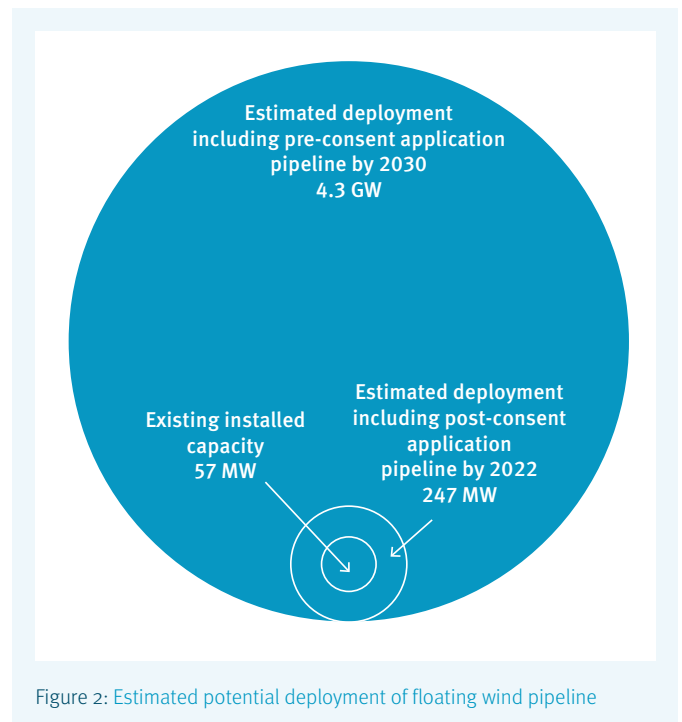 Estimated deployment
including pre-consent application
pipeline by 2030
4.3 GW
Existing installed
capacity
57 MW
Estimated deployment
including post-consent
application
pipeline by 2022
247 MW
Figure 2: Estimated potential deployment of floating wind pipeline